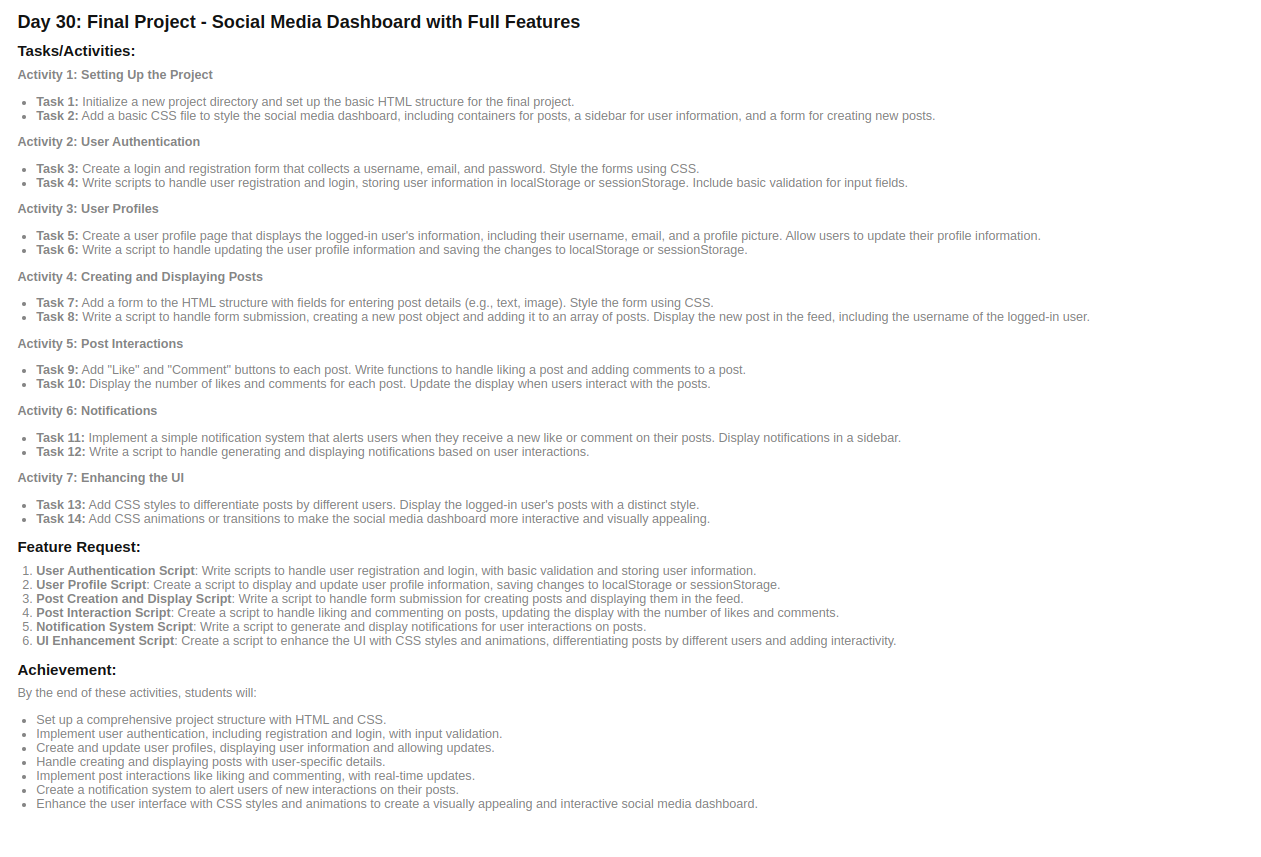 Day 30: Final Project - Social Media Dashboard with Full Features
Tasks/Activities:
Activity 1: Setting Up the Project
• Task 1: Initialize a new project directory and set up the basic HTML structure for the final project.
• Task 2: Add a basic CSS file to style the social media dashboard, including containers for posts, a sidebar for user information, and a form for creating new posts.
Activity 2: User Authentication
• Task 3: Create a login and registration form that collects a username, email, and password. Style the forms using CSS.
• Task 4: Write scripts to handle user registration and login, storing user information in localStorage or sessionStorage. Include basic validation for input fields.
Activity 3: User Profiles
• Task 5: Create a user profile page that displays the logged-in user's information, including their username, email, and a profile picture. Allow users to update their profile information.
• Task 6: Write a script to handle updating the user profile information and saving the changes to localStorage or sessionStorage.
Activity 4: Creating and Displaying Posts
• Task 7: Add a form to the HTML structure with fields for entering post details (e.g., text, image). Style the form using CSS.
• Task 8: Write a script to handle form submission, creating a new post object and adding it to an array of posts. Display the new post in the feed, including the username of the logged-in user.
Activity 5: Post Interactions
• Task 9: Add "Like" and "Comment" buttons to each post. Write functions to handle liking a post and adding comments to a post.
• Task 10: Display the number of likes and comments for each post. Update the display when users interact with the posts.
Activity 6: Notifications
• Task 11: Implement a simple notification system that alerts users when they receive a new like or comment on their posts. Display notifications in a sidebar.
• Task 12: Write a script to handle generating and displaying notifications based on user interactions.
Activity 7: Enhancing the UI
• Task 13: Add CSS styles to differentiate posts by different users. Display the logged-in user's posts with a distinct style.
• Task 14: Add CSS animations or transitions to make the social media dashboard more interactive and visually appealing.
Feature Request:
1. User Authentication Script: Write scripts to handle user registration and login, with basic validation and storing user information.
2. User Profile Script: Create a script to display and update user profile information, saving changes to localStorage or sessionStorage.
3. Post Creation and Display Script: Write a script to handle form submission for creating posts and displaying them in the feed.
4. Post Interaction Script: Create a script to handle liking and commenting on posts, updating the display with the number of likes and comments.
5. Notification System Script: Write a script to generate and display notifications for user interactions on posts.
6. UI Enhancement Script: Create a script to enhance the UI with CSS styles and animations, differentiating posts by different users and adding interactivity.
Achievement:
By the end of these activities, students will:
• Set up a comprehensive project structure with HTML and CSS.
• Implement user authentication, including registration and login, with input validation.
• Create and update user profiles, displaying user information and allowing updates.
• Handle creating and displaying posts with user-specific details.
• Implement post interactions like liking and commenting, with real-time updates.
• Create a notification system to alert users of new interactions on their posts.
• Enhance the user interface with CSS styles and animations to create a visually appealing and interactive social media dashboard.